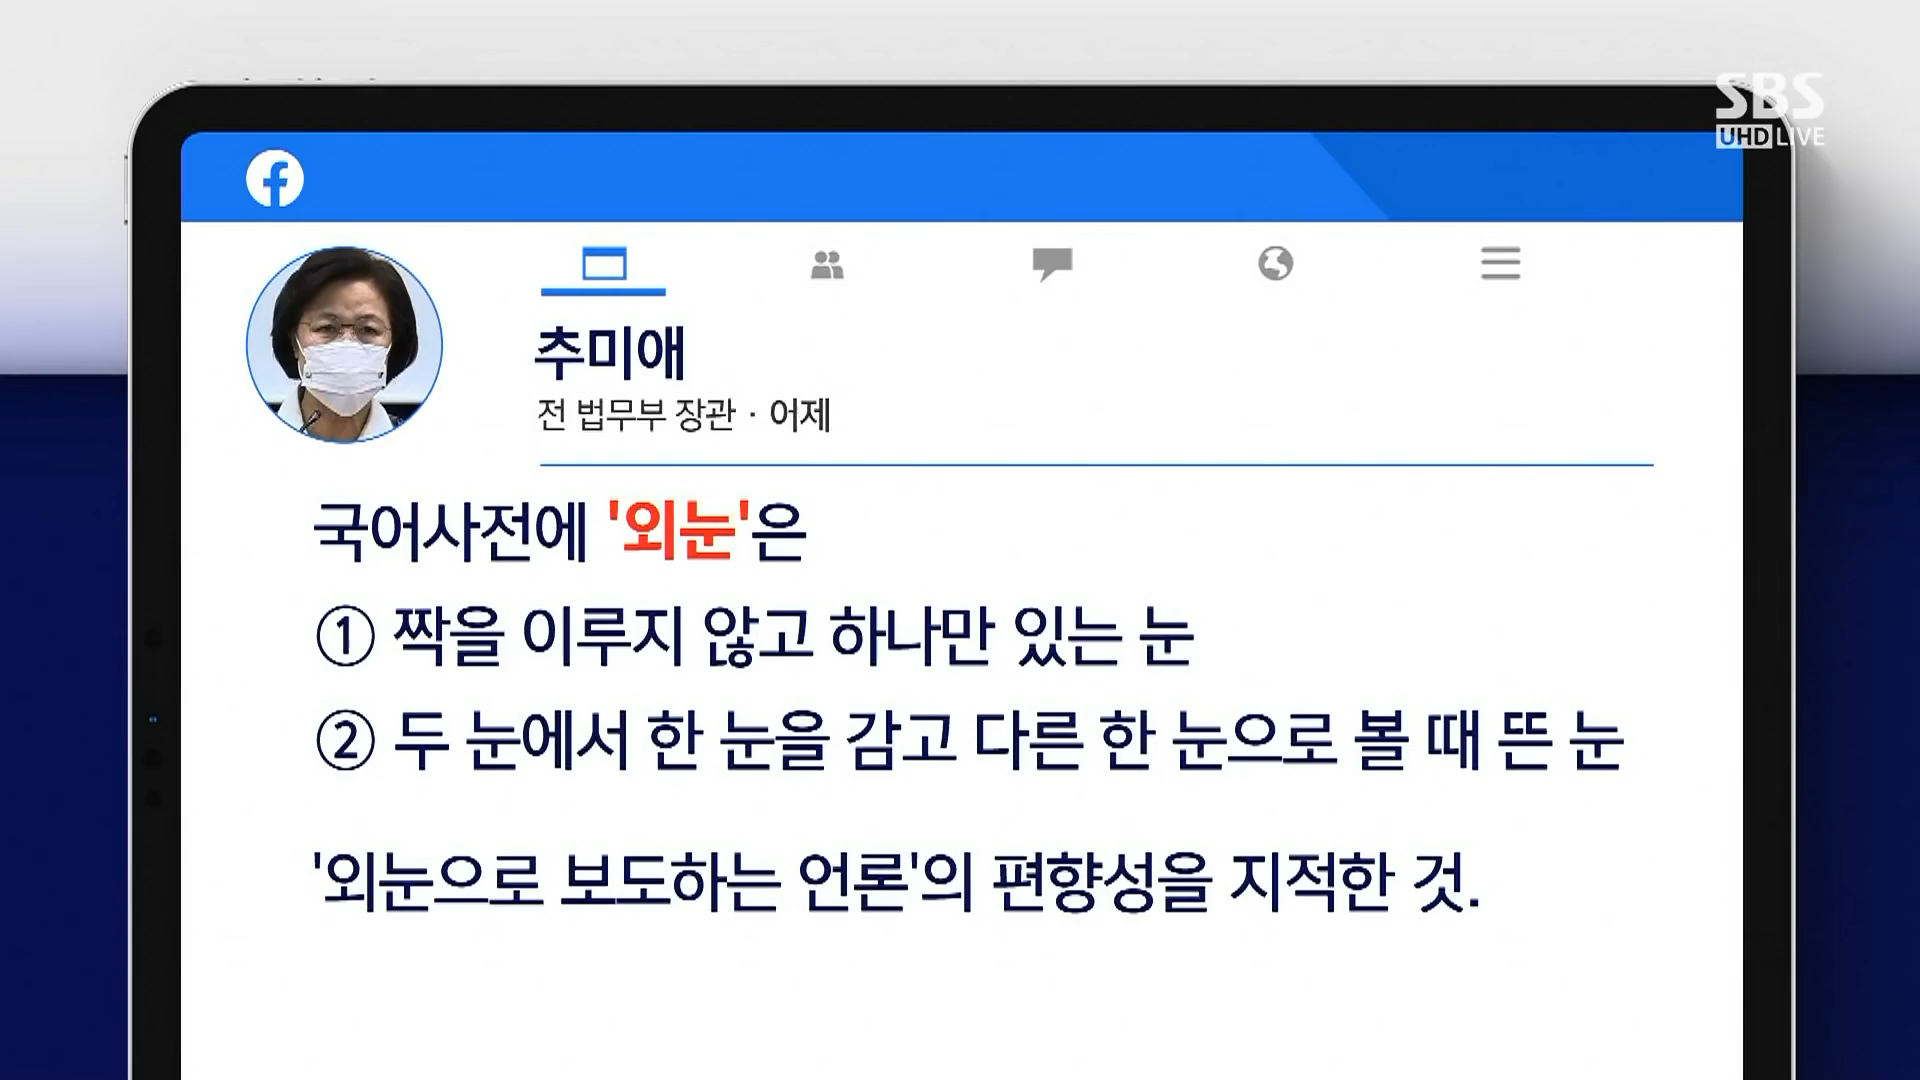 SBS
UHD LIVE
추미애
전 법무부 장관 · 어제
국어사전에 '외눈'은
① 짝을 이루지 않고 하나만 있는 눈
② 두 눈에서 한 눈을 감고 다른 한 눈으로 볼 때 뜬 눈
'외눈으로 보도하는 언론'의 편향성을 지적한 것.